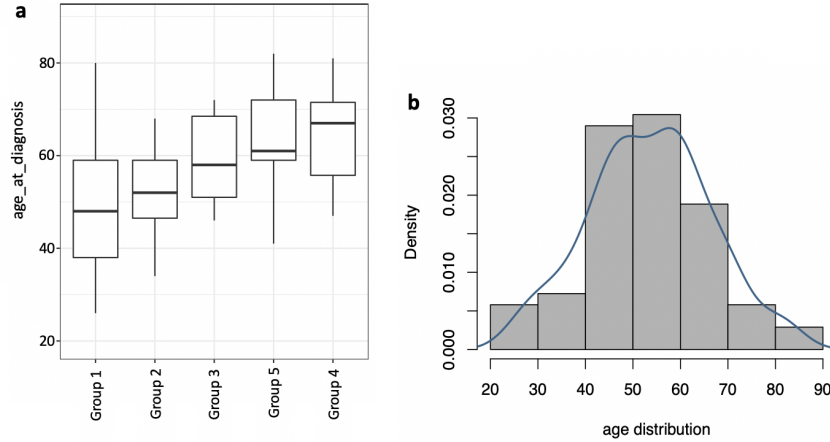 a
age_at_diagnosis
80
60
40
20
Group 1
Group 2
Group 3
Group 5
Group 4
b
Density
0.030
0.020
0.010
0.000
20 30 40 50 60 70 80 90
age distribution